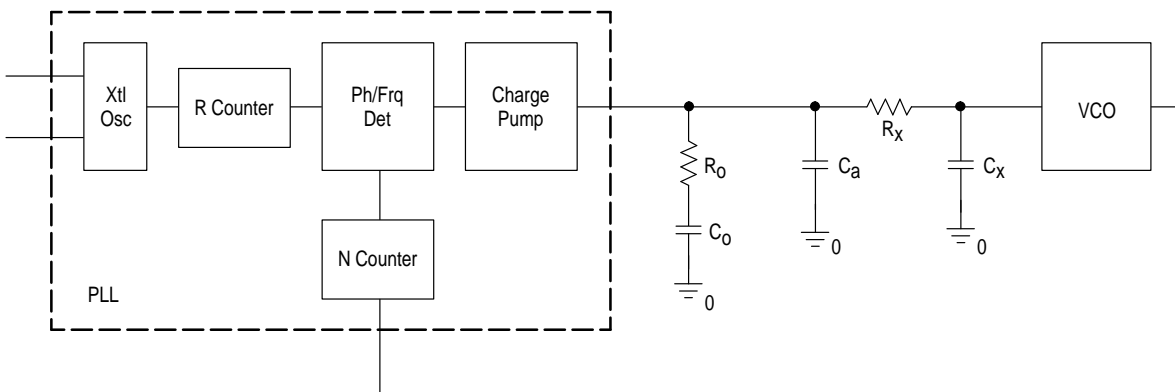 Xtl
Osc
R Counter
Ph/Frq
Det
Charge
Pump
VCO
Rx
Ro
Ca
Cx
Co
0
0
N Counter
0
PLL